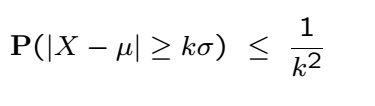 P(|X − μ| ≥ kσ) ≤ 1/k²